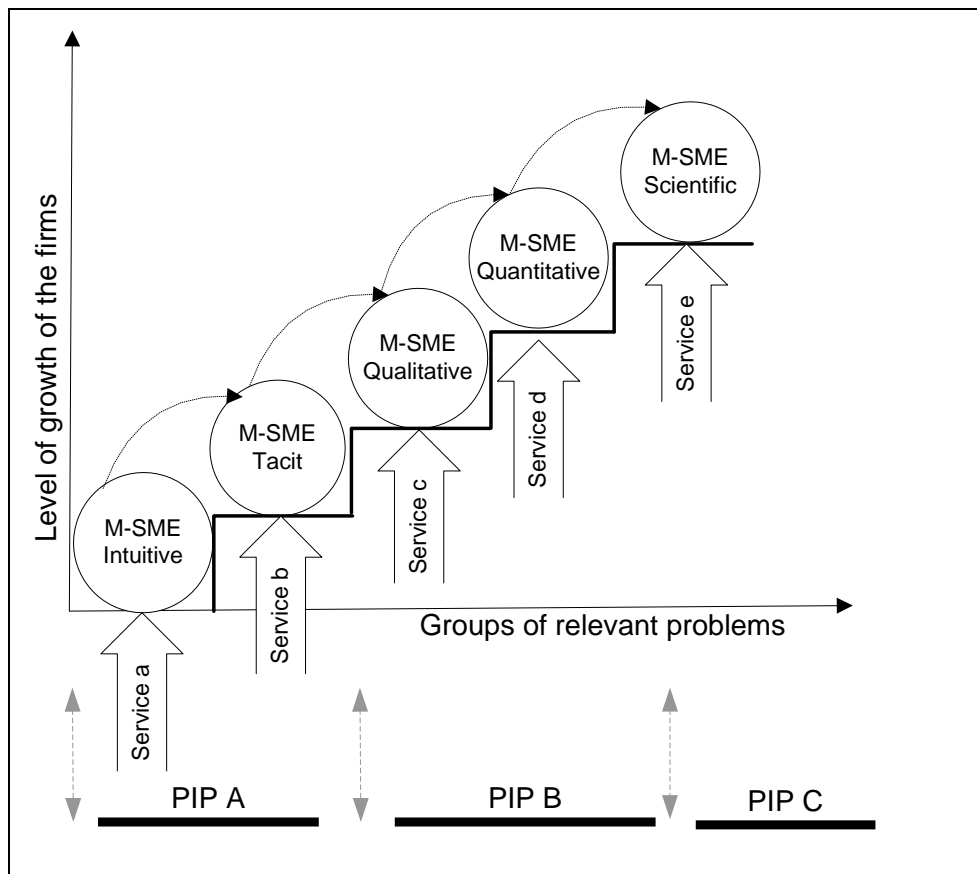 Level of growth of the firms
M-SME
Scientific
M-SME
Quantitative
M-SME
Qualitative
M-SME
Tacit
M-SME
Intuitive
Service a
Service b
Service c
Service d
Service e
Groups of relevant problems
PIP A
PIP B
PIP C